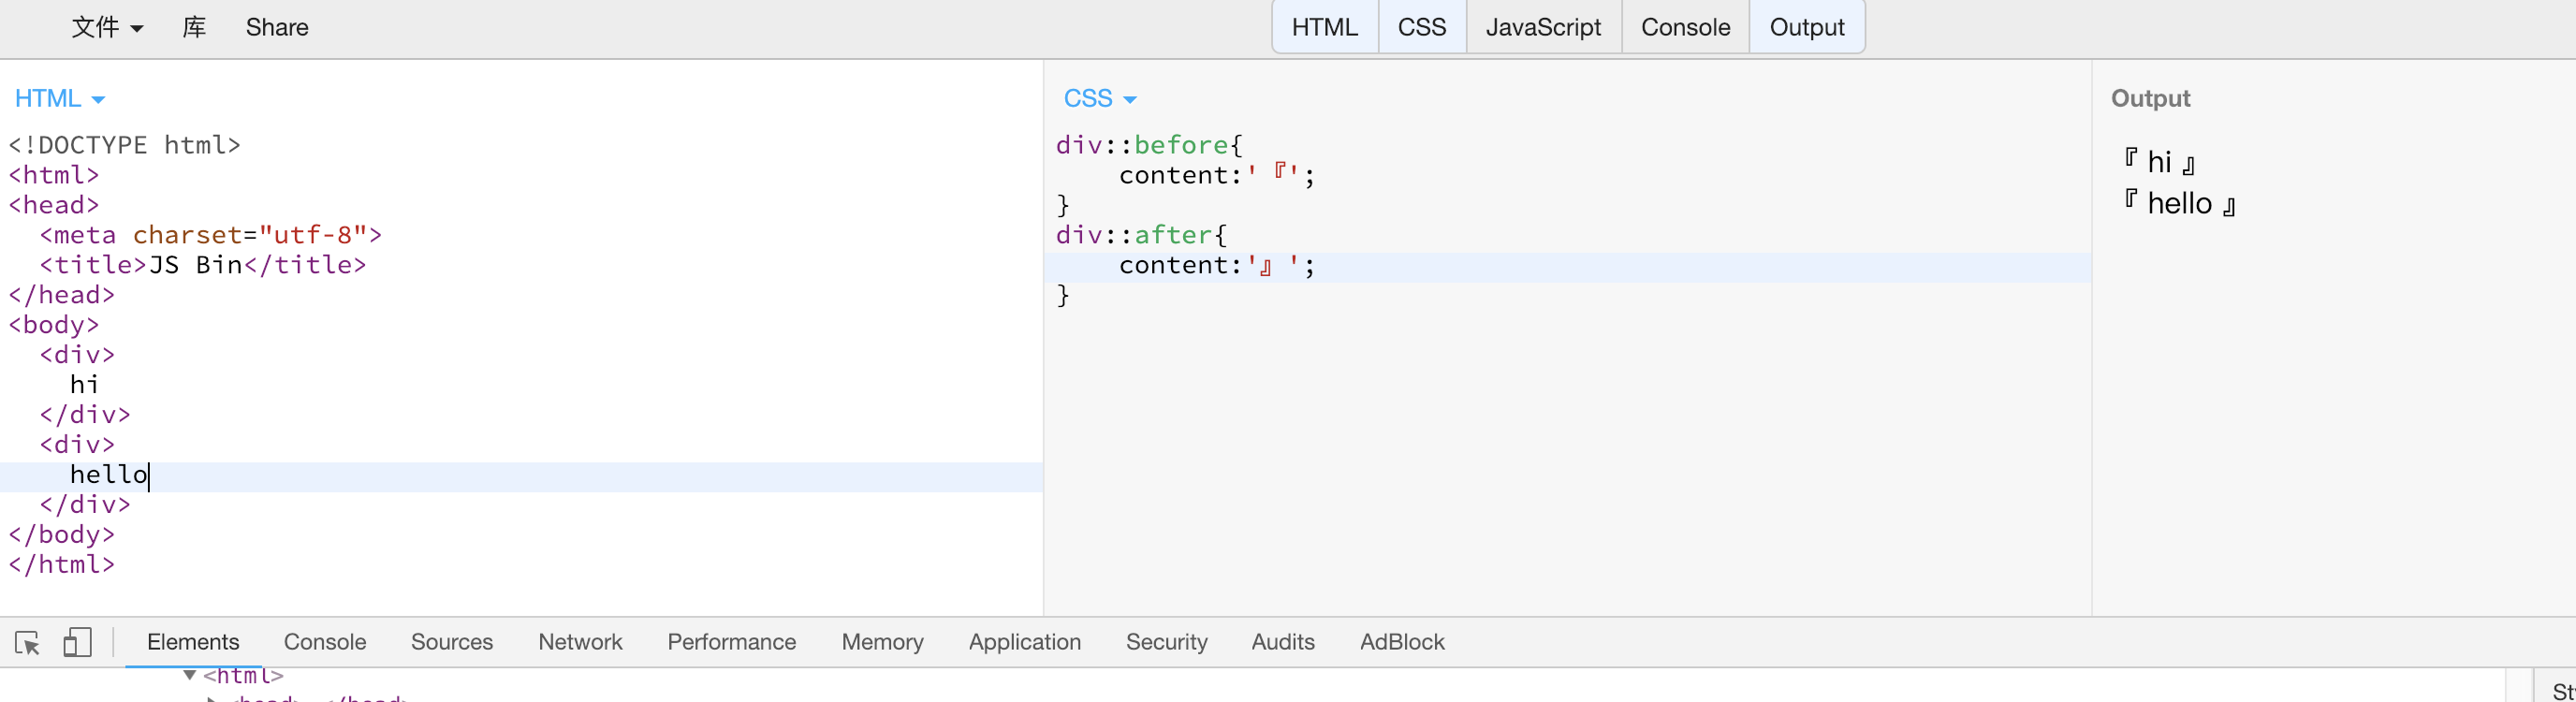 文件 库 Share HTML CSS JavaScript Console Output
HTML
<!DOCTYPE html>
<html>
<head>
  <meta charset="utf-8">
  <title>JS Bin</title>
</head>
<body>
  <div>
    hi
  </div>
  <div>
    hello
  </div>
</body>
</html>
CSS
div::before{
    content:'『';
}
div::after{
    content:'』';
}
Output
『 hi 』
『 hello 』
Elements Console Sources Network Performance Memory Application Security Audits AdBlock
<html>